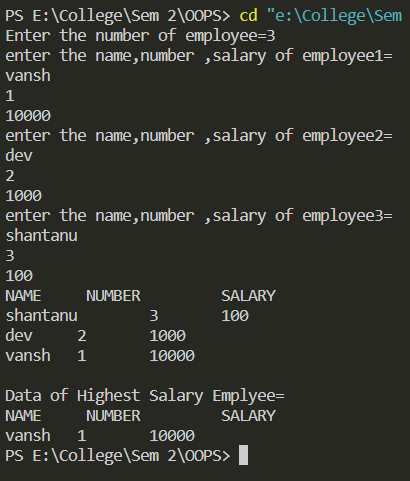 PS E:\College\Sem 2\OOPS> cd "e:\College\Sem
Enter the number of employee=3
enter the name,number ,salary of employee1=
vansh
1
10000
enter the name,number ,salary of employee2=
dev
2
1000
enter the name,number ,salary of employee3=
shantanu
3
100
NAME NUMBER SALARY
shantanu 3 100
dev 2 1000
vansh 1 10000
Data of Highest Salary Emplyee=
NAME NUMBER SALARY
vansh 1 10000
PS E:\College\Sem 2\OOPS>